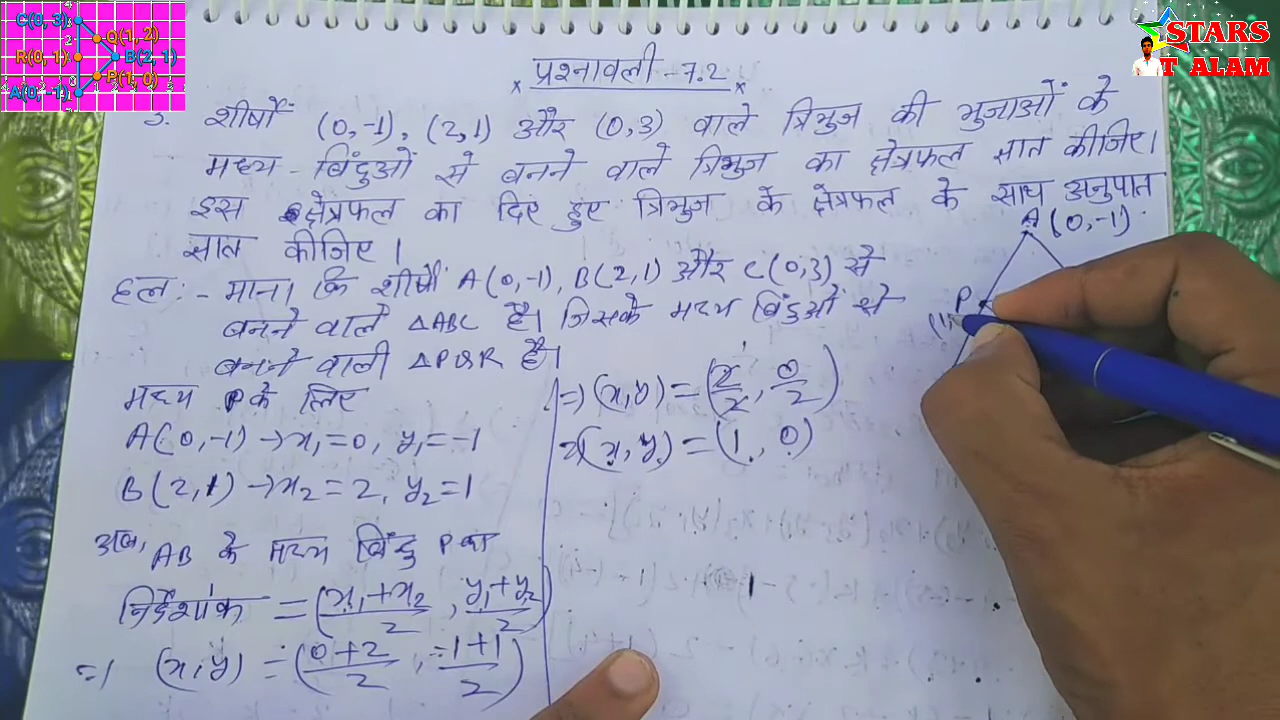 C(0, 3)
Q(1, 2)
R(0, 1)
B(2, 1)
P(1, 0)
A(0, -1)
STARS
T ALAM
प्रश्नावली - 7.2
3. शीर्षों (0,-1), (2,1) और (0,3) वाले त्रिभुज की भुजाओं के
मध्य - बिंदुओं से बनने वाले त्रिभुज का क्षेत्रफल ज्ञात कीजिए।
इस क्षेत्रफल का दिए हुए त्रिभुज के क्षेत्रफल के साथ अनुपात
ज्ञात कीजिए।
हल:- माना कि शीर्षों A(0,-1), B(2,1) और C(0,3) से
बनने वाले △ABC है। जिसके मध्य बिंदुओं से
बनने वाली △PQR है।
मध्य P के लिए
A(0,-1) → x₁=0, y₁=-1
B(2,1) → x₂=2, y₂=1
अब, AB के मध्य बिंदु P का
निर्देशांक = (x₁+x₂/2, y₁+y₂/2)
=) (x,y) = (0+2/2, -1+1/2)
=) (x,y) = (2/2, 0/2)
=) (x,y) = (1, 0)
A(0,-1)
P
(1,